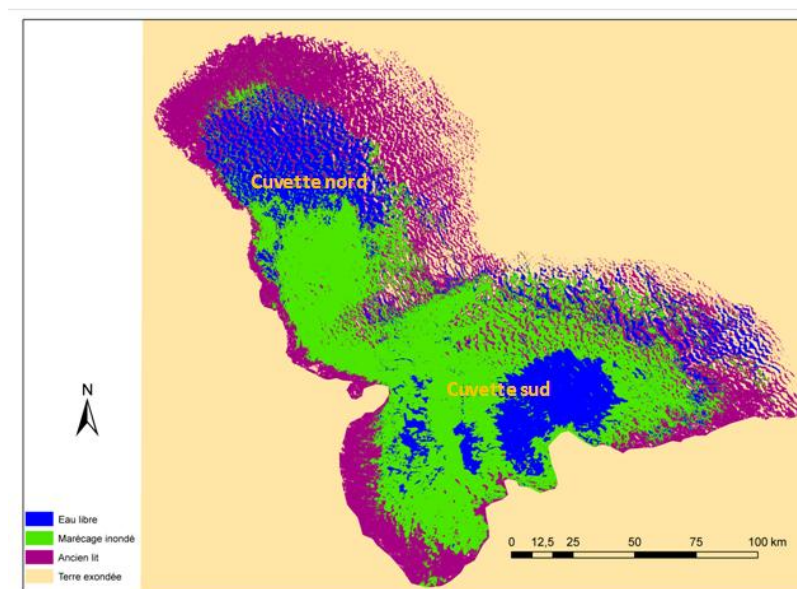 Cuvette nord
Cuvette sud
N
Eau libre
Marécage inondé
Ancien lit
Terre exondée
0 12,5 25 50 75 100 km